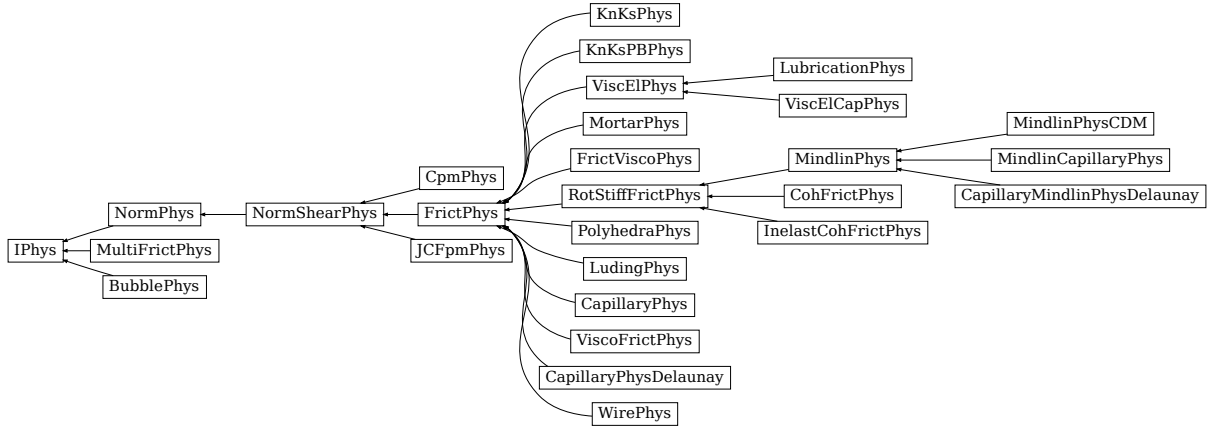 KnKsPhys
KnKsPBPhys
LubricationPhys
ViscElPhys
ViscElCapPhys
MortarPhys
MindlinPhysCDM
FrictViscoPhys
MindlinPhys
MindlinCapillaryPhys
CpmPhys
RotStiffFrictPhys
CohFrictPhys
CapillaryMindlinPhysDelaunay
NormPhys
NormShearPhys
FrictPhys
PolyhedraPhys
InelastCohFrictPhys
IPhys
MultiFrictPhys
JCFpmPhys
LudingPhys
BubblePhys
CapillaryPhys
ViscoFrictPhys
CapillaryPhysDelaunay
WirePhys